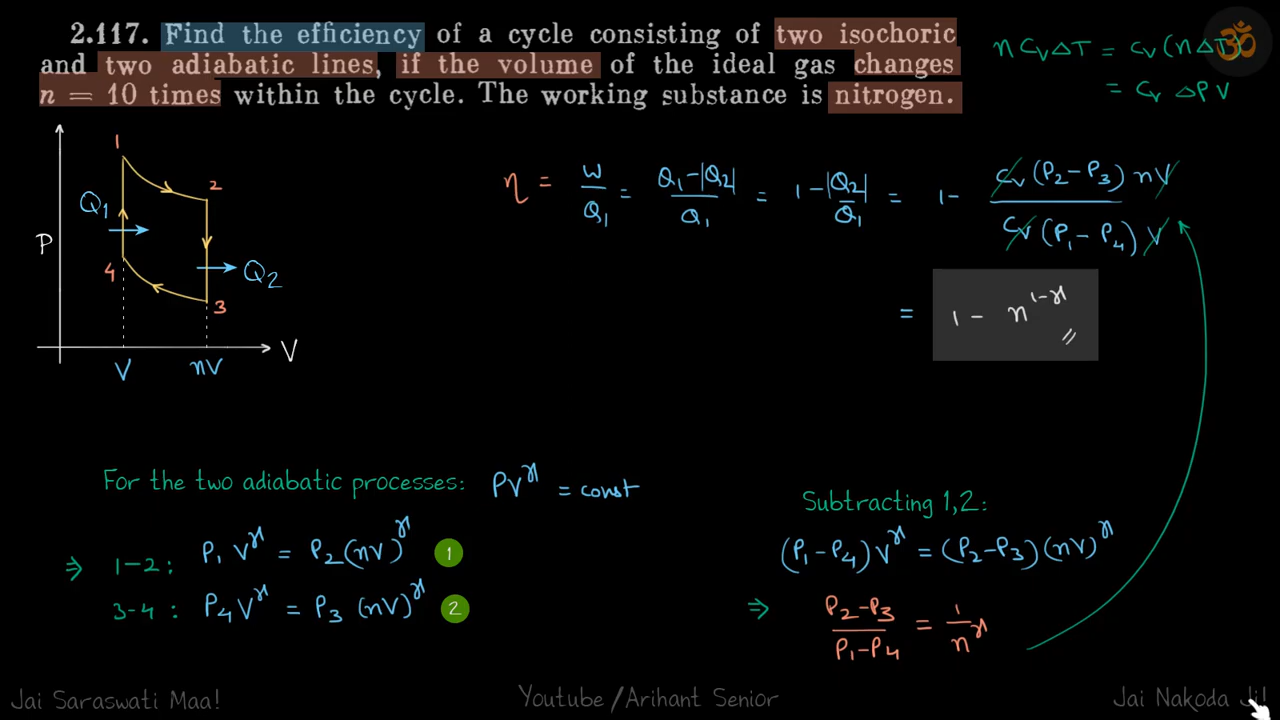 2.117. Find the efficiency of a cycle consisting of two isochoric
and two adiabatic lines, if the volume of the ideal gas changes
n = 10 times within the cycle. The working substance is nitrogen.
n Cv ΔT = Cv (n ΔT)
= Cv ΔP V
ॐ
1
2
Q1
P
4
Q2
3
V
V
nV
η = W/Q1 = (Q1 - |Q2|)/Q1 = 1 - |Q2|/Q1 = 1 - Cv (P2 - P3) nV / Cv (P1 - P4) V
= 1 - n^(1-γ)
For the two adiabatic processes: PV^γ = const
⇒ 1-2: P1 V^γ = P2 (nV)^γ 1
3-4: P4 V^γ = P3 (nV)^γ 2
Subtracting 1,2:
(P1 - P4) V^γ = (P2 - P3) (nV)^γ
⇒ (P2 - P3)/(P1 - P4) = 1/n^γ
Jai Saraswati Maa!
Youtube /Arihant Senior
Jai Nakoda Ji!